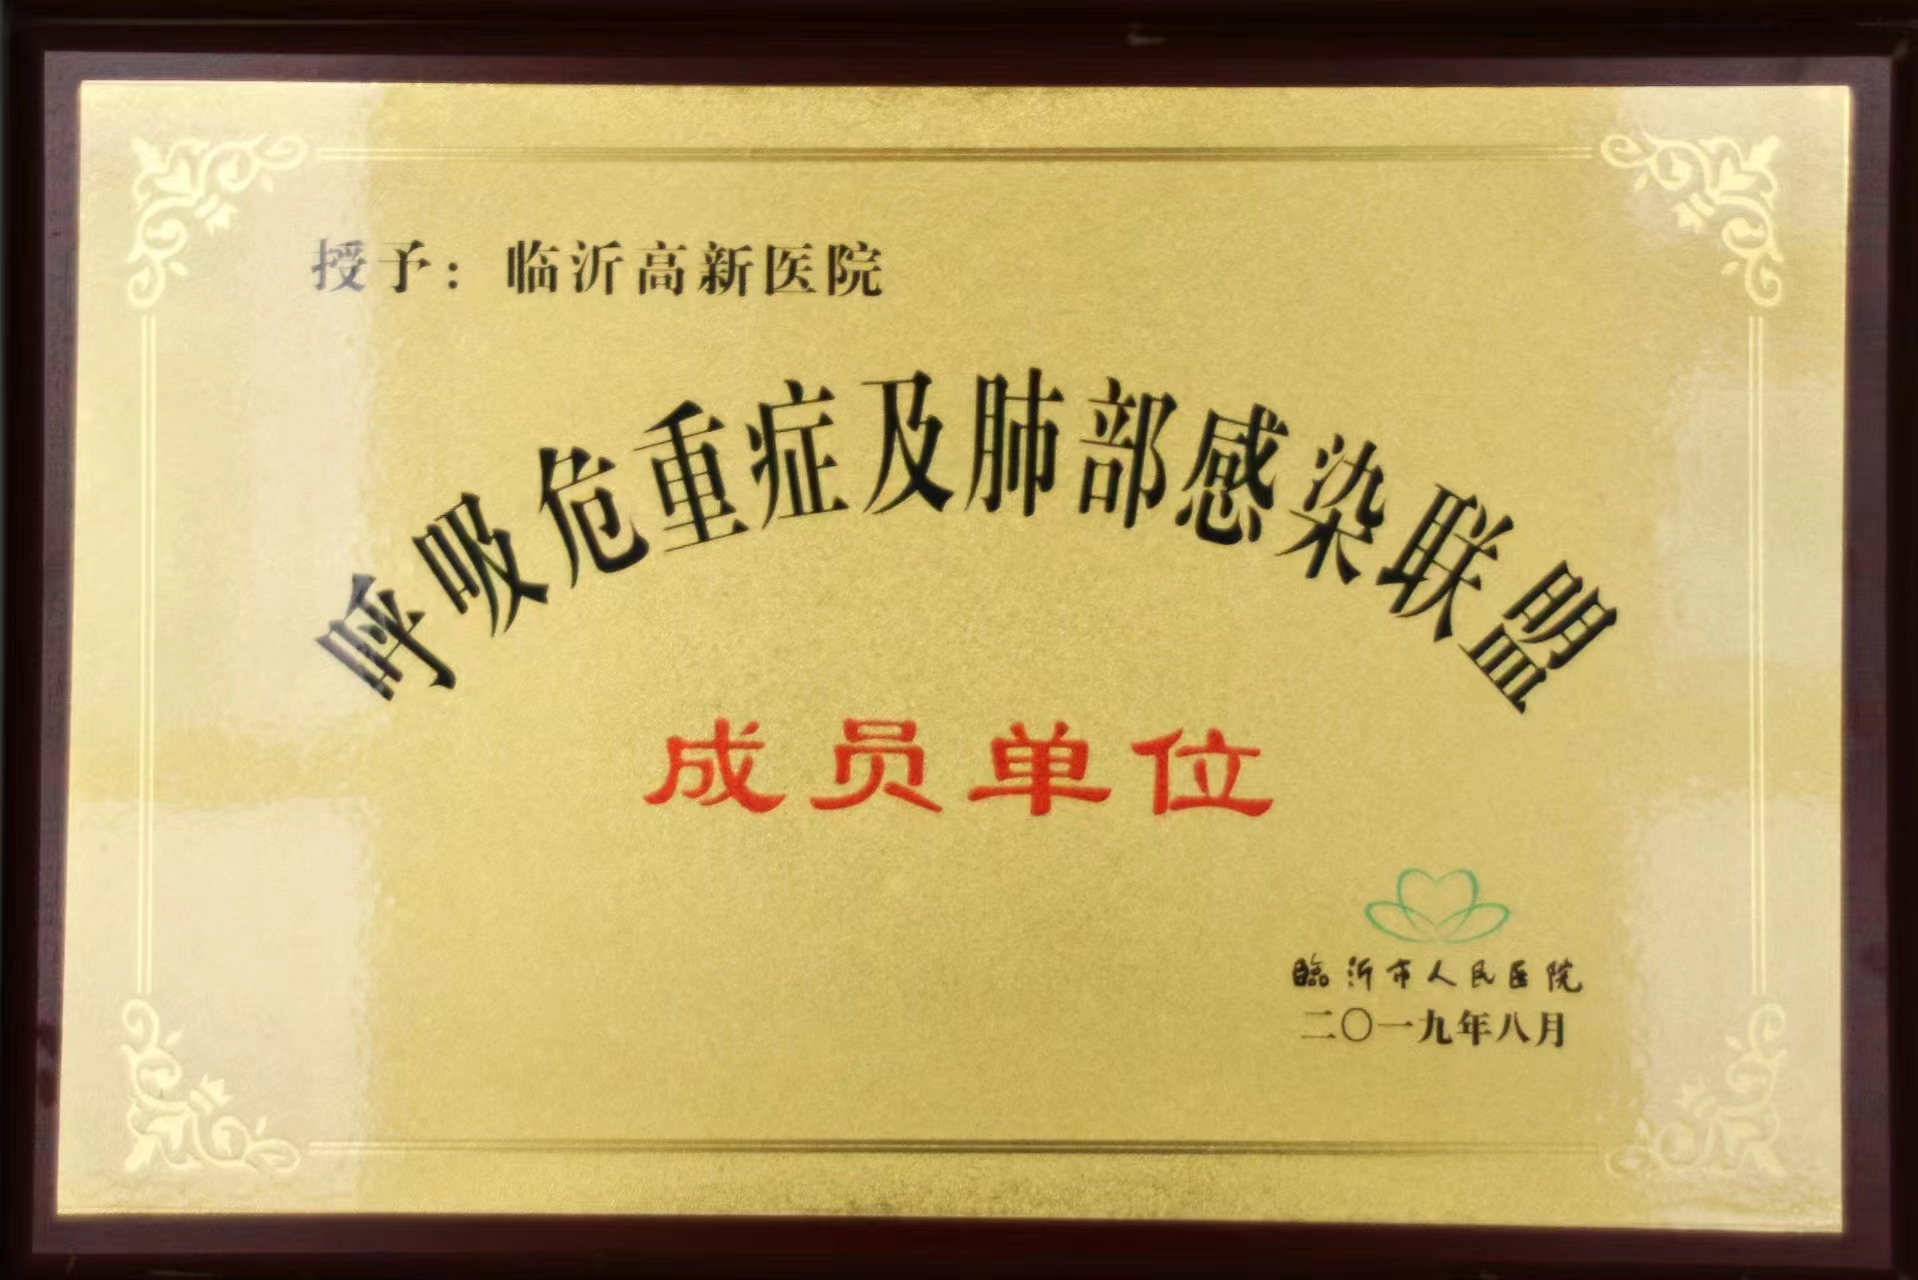 授予：临沂高新医院
呼吸危重症及肺部感染联盟
成员单位
臨沂市人民医院
二〇一九年八月